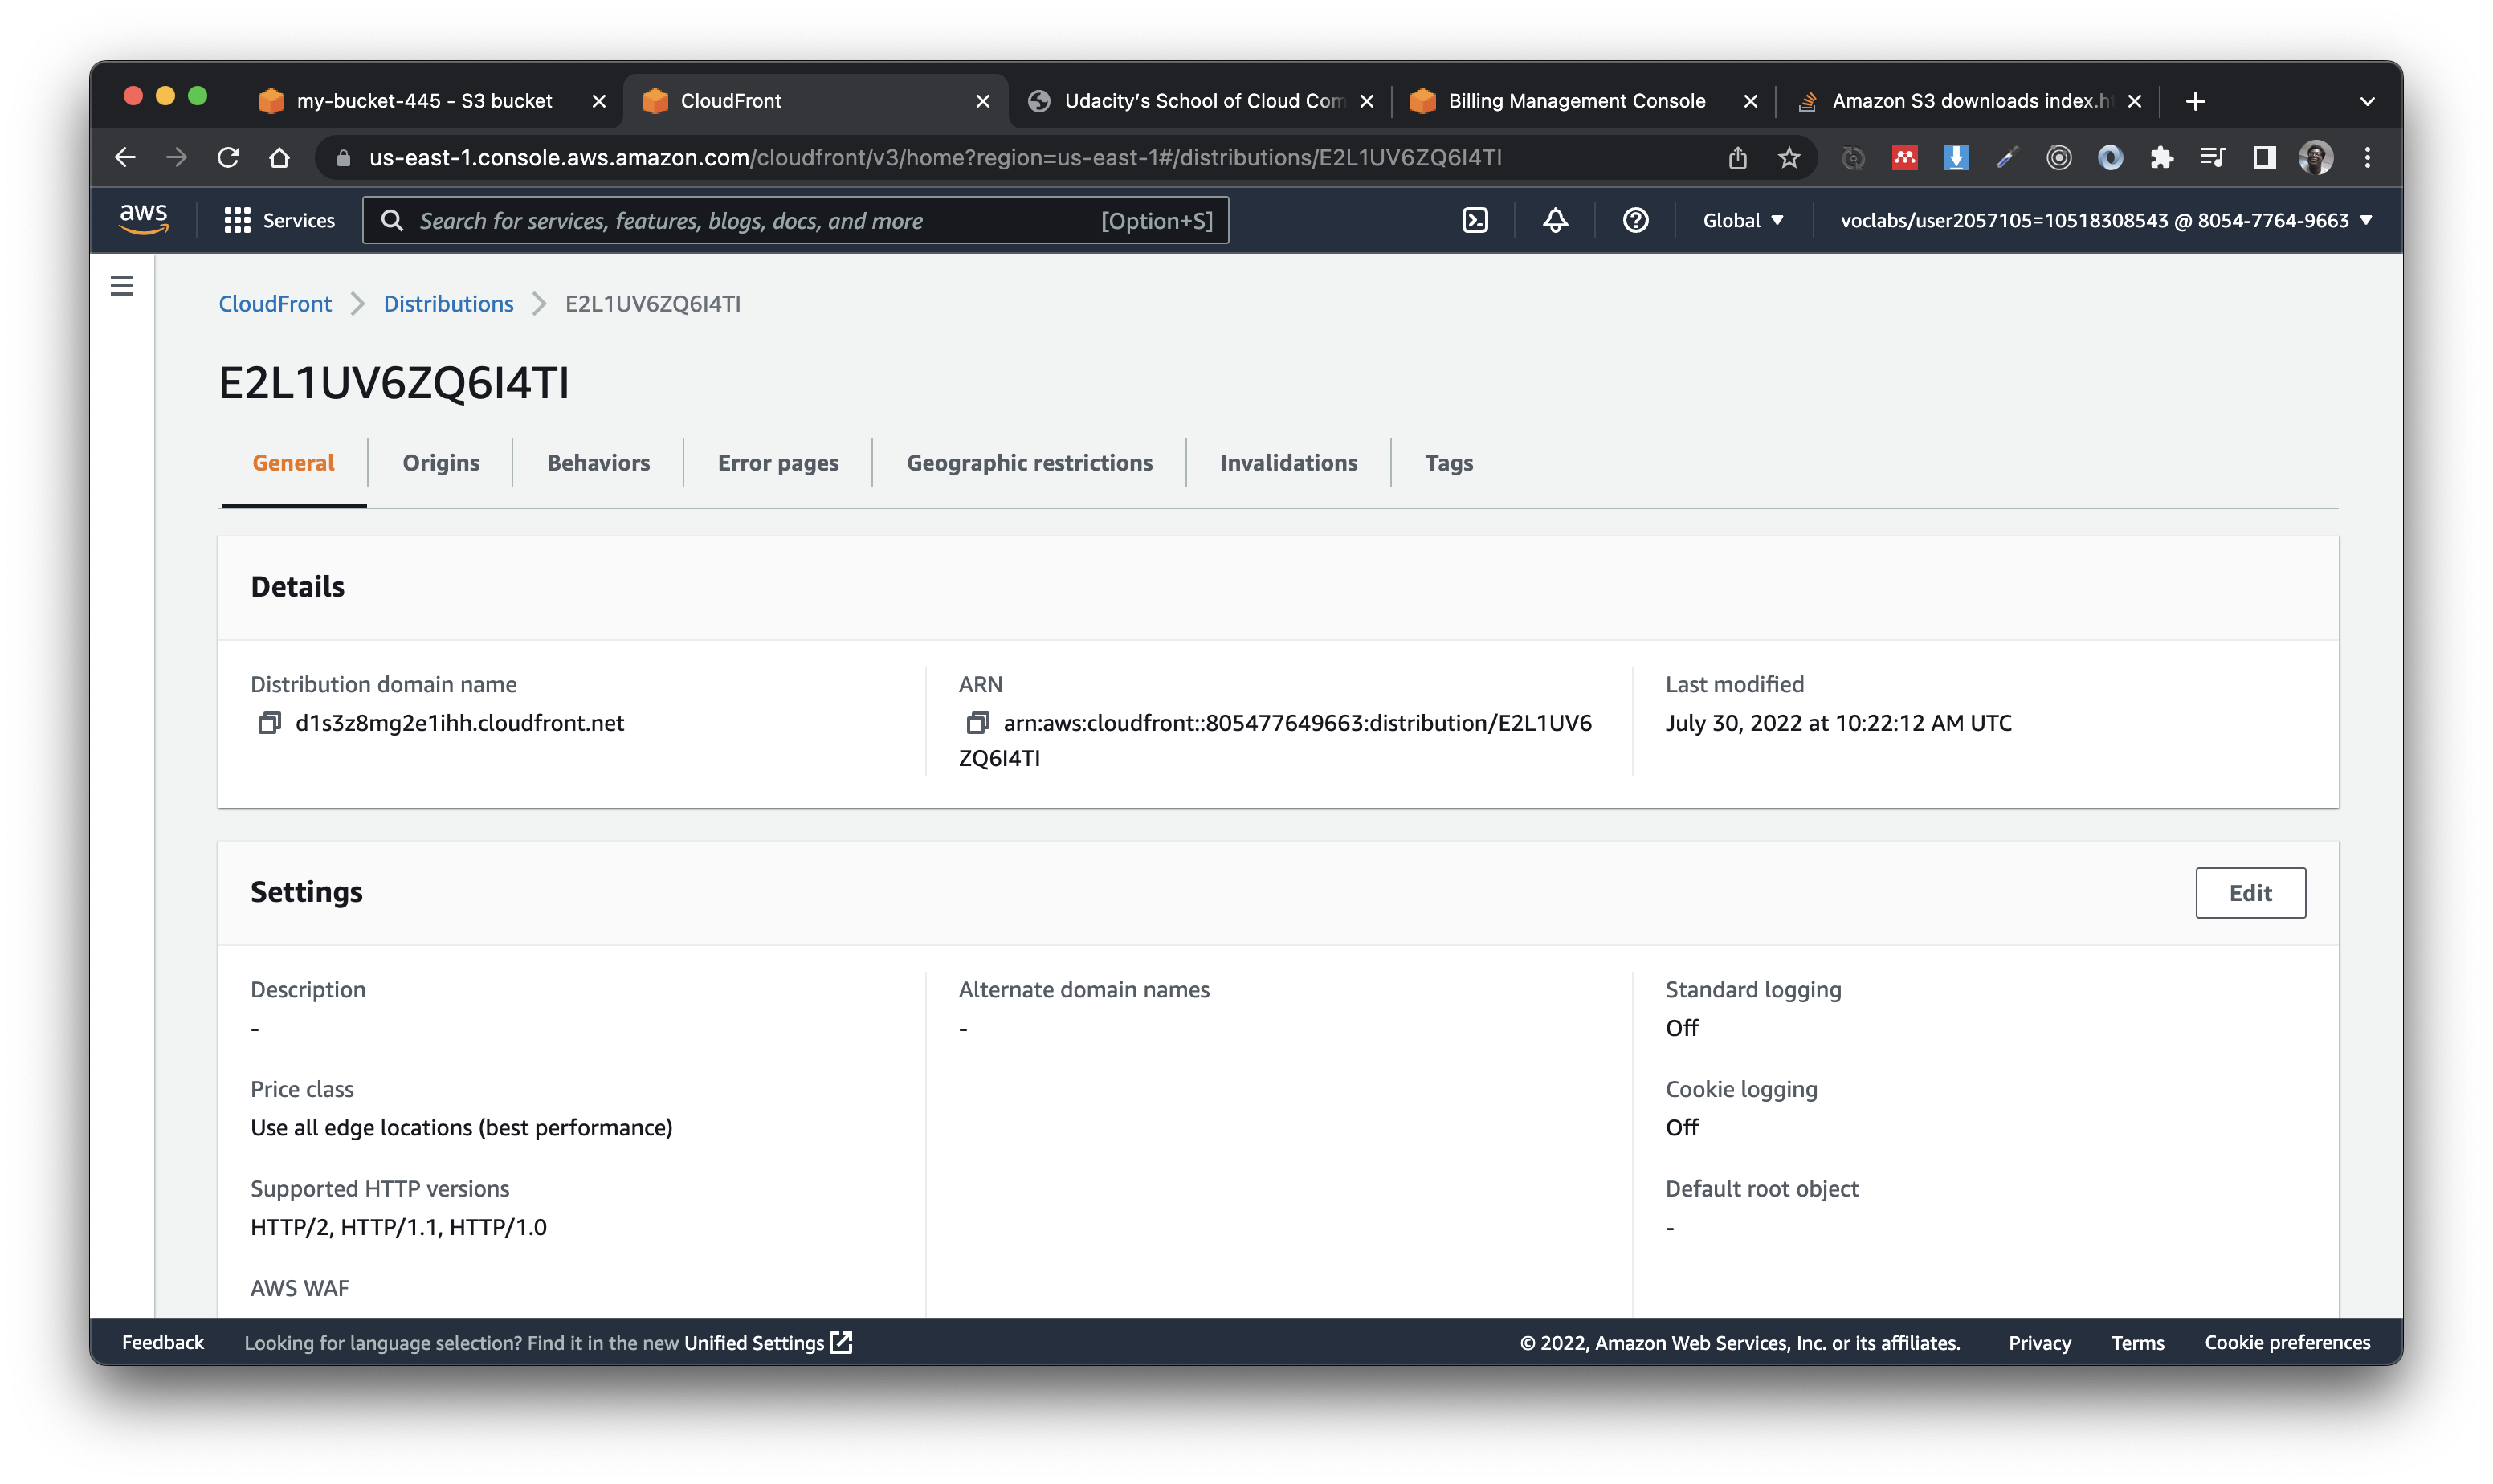 my-bucket-445 - S3 bucket
CloudFront
Udacity's School of Cloud Com
Billing Management Console
Amazon S3 downloads index.h
us-east-1.console.aws.amazon.com/cloudfront/v3/home?region=us-east-1#/distributions/E2L1UV6ZQ6I4TI
aws
Services
Search for services, features, blogs, docs, and more
[Option+S]
Global
voclabs/user2057105=10518308543 @ 8054-7764-9663
CloudFront
Distributions
E2L1UV6ZQ6I4TI
E2L1UV6ZQ6I4TI
General
Origins
Behaviors
Error pages
Geographic restrictions
Invalidations
Tags
Details
Distribution domain name
d1s3z8mg2e1ihh.cloudfront.net
ARN
arn:aws:cloudfront::805477649663:distribution/E2L1UV6
ZQ6I4TI
Last modified
July 30, 2022 at 10:22:12 AM UTC
Settings
Edit
Description
-
Alternate domain names
-
Standard logging
Off
Price class
Use all edge locations (best performance)
Cookie logging
Off
Supported HTTP versions
HTTP/2, HTTP/1.1, HTTP/1.0
Default root object
-
AWS WAF
Feedback
Looking for language selection? Find it in the new Unified Settings
© 2022, Amazon Web Services, Inc. or its affiliates.
Privacy
Terms
Cookie preferences